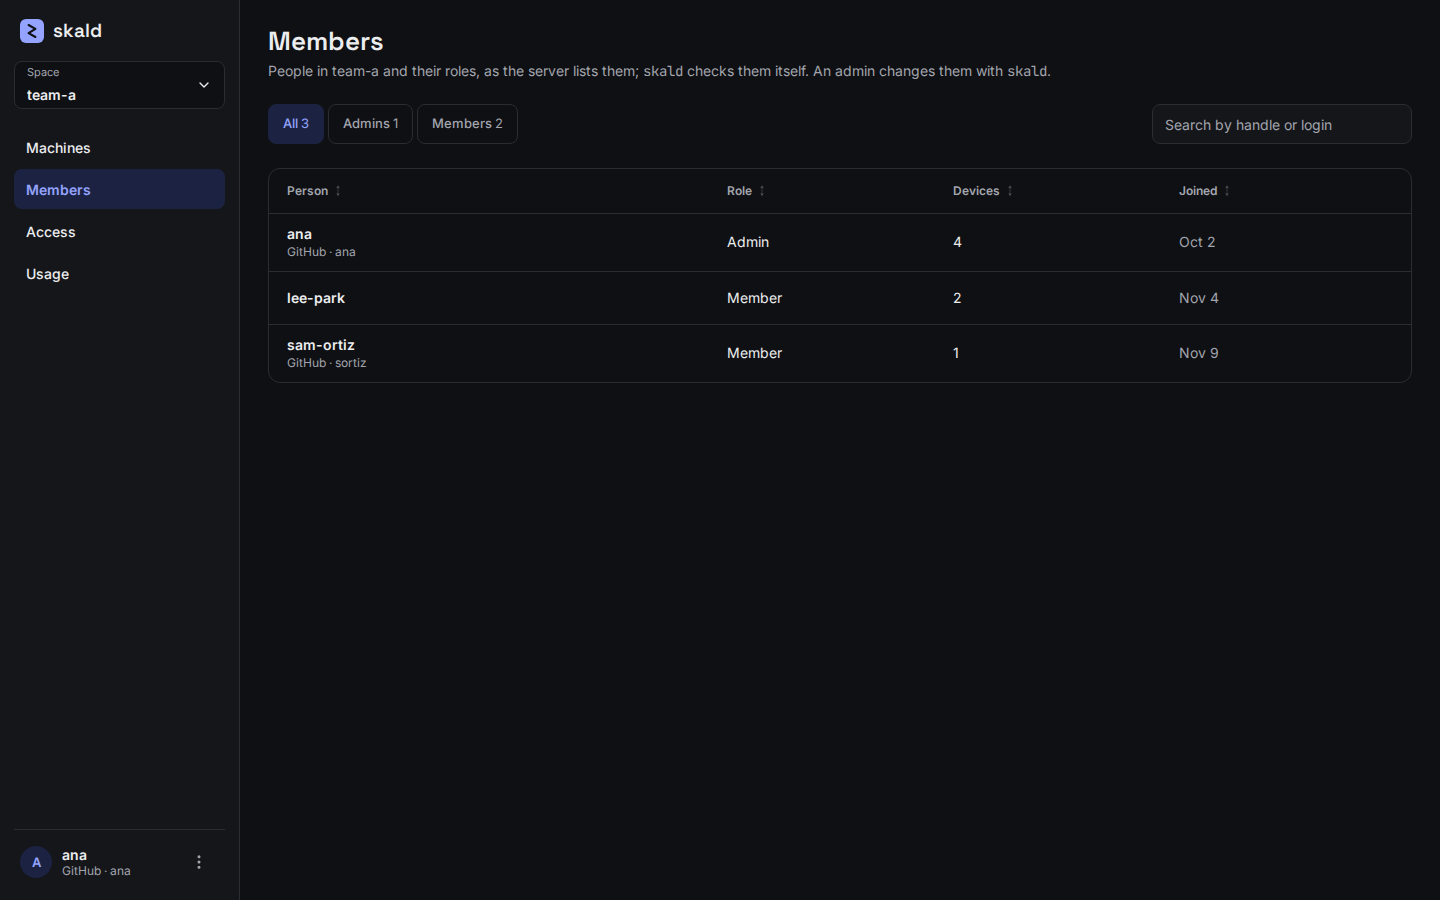 skald
Space
team-a
Machines
Members
Access
Usage
A
ana
GitHub · ana
Members
People in team-a and their roles, as the server lists them; skald checks them itself. An admin changes them with skald.
All 3
Admins 1
Members 2
Search by handle or login
Person
Role
Devices
Joined
ana
GitHub · ana
Admin
4
Oct 2
lee-park
Member
2
Nov 4
sam-ortiz
GitHub · sortiz
Member
1
Nov 9